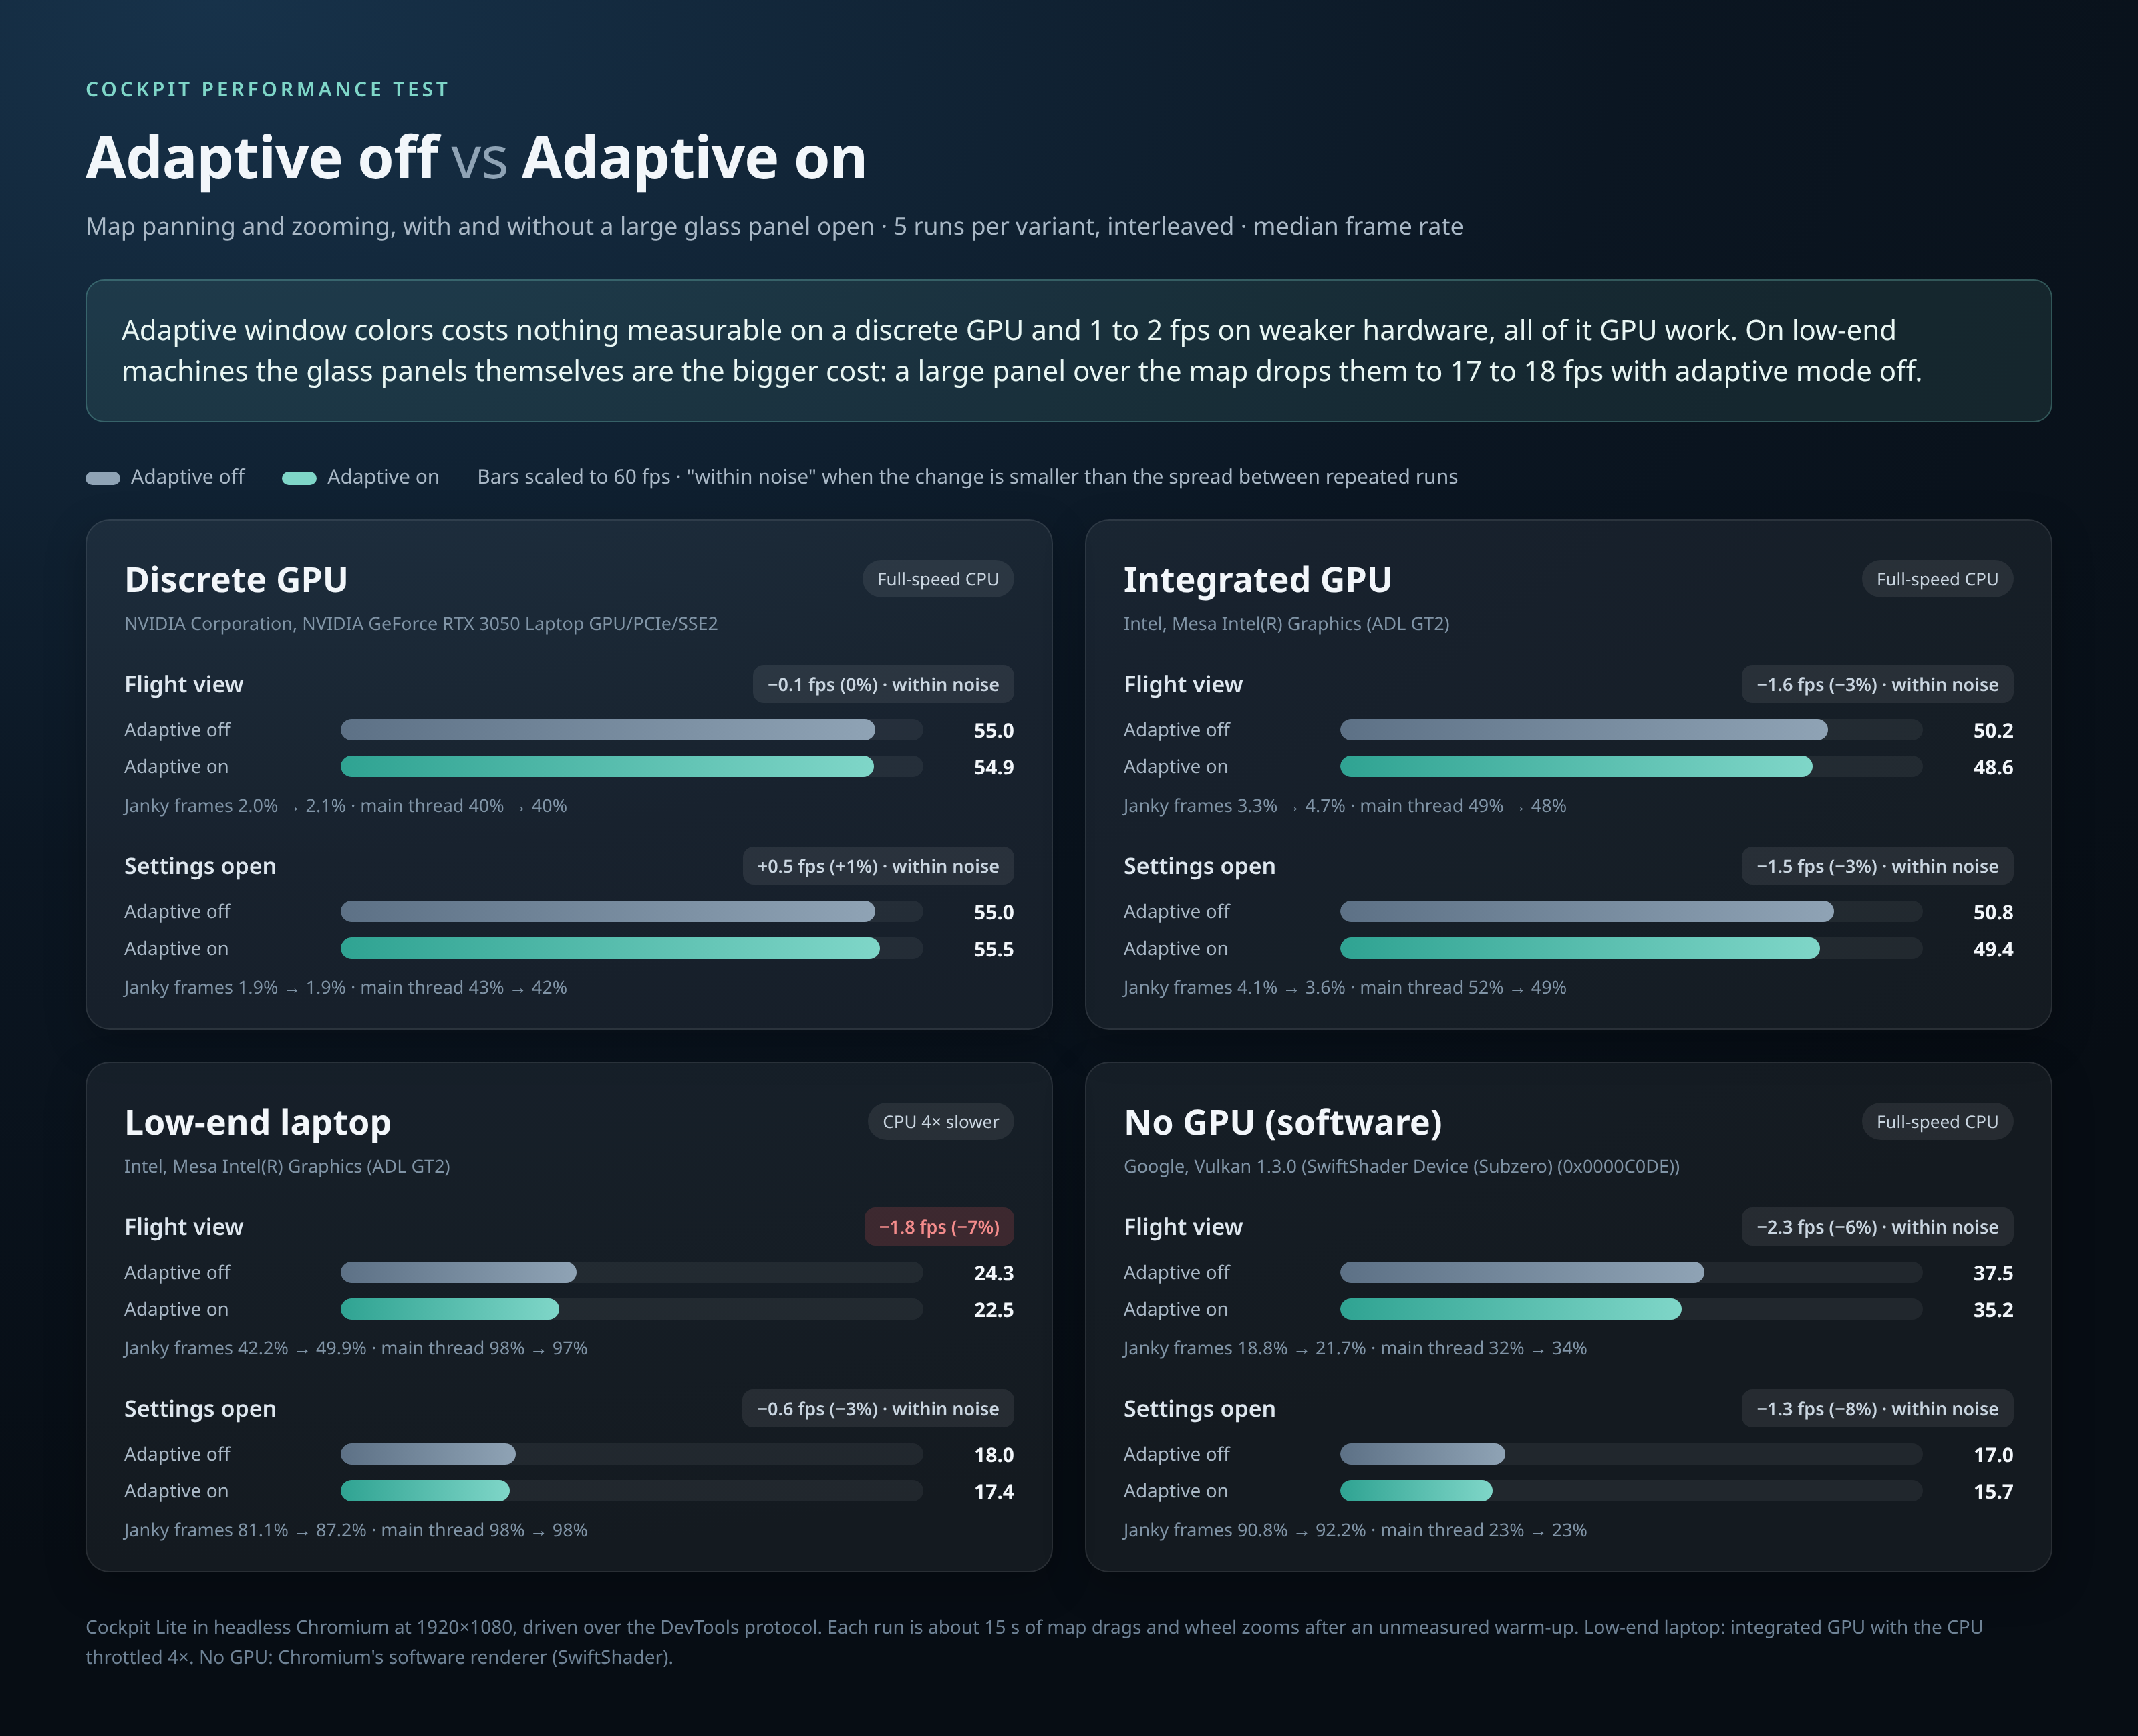 COCKPIT PERFORMANCE TEST
Adaptive off vs Adaptive on
Map panning and zooming, with and without a large glass panel open · 5 runs per variant, interleaved · median frame rate
Adaptive window colors costs nothing measurable on a discrete GPU and 1 to 2 fps on weaker hardware, all of it GPU work. On low-end
machines the glass panels themselves are the bigger cost: a large panel over the map drops them to 17 to 18 fps with adaptive mode off.
Adaptive off
Adaptive on
Bars scaled to 60 fps · "within noise" when the change is smaller than the spread between repeated runs
Discrete GPU
Full-speed CPU
NVIDIA Corporation, NVIDIA GeForce RTX 3050 Laptop GPU/PCIe/SSE2
Flight view
−0.1 fps (0%) · within noise
Adaptive off 55.0
Adaptive on 54.9
Janky frames 2.0% → 2.1% · main thread 40% → 40%
Settings open
+0.5 fps (+1%) · within noise
Adaptive off 55.0
Adaptive on 55.5
Janky frames 1.9% → 1.9% · main thread 43% → 42%
Integrated GPU
Full-speed CPU
Intel, Mesa Intel(R) Graphics (ADL GT2)
Flight view
−1.6 fps (−3%) · within noise
Adaptive off 50.2
Adaptive on 48.6
Janky frames 3.3% → 4.7% · main thread 49% → 48%
Settings open
−1.5 fps (−3%) · within noise
Adaptive off 50.8
Adaptive on 49.4
Janky frames 4.1% → 3.6% · main thread 52% → 49%
Low-end laptop
CPU 4× slower
Intel, Mesa Intel(R) Graphics (ADL GT2)
Flight view
−1.8 fps (−7%)
Adaptive off 24.3
Adaptive on 22.5
Janky frames 42.2% → 49.9% · main thread 98% → 97%
Settings open
−0.6 fps (−3%) · within noise
Adaptive off 18.0
Adaptive on 17.4
Janky frames 81.1% → 87.2% · main thread 98% → 98%
No GPU (software)
Full-speed CPU
Google, Vulkan 1.3.0 (SwiftShader Device (Subzero) (0x0000C0DE))
Flight view
−2.3 fps (−6%) · within noise
Adaptive off 37.5
Adaptive on 35.2
Janky frames 18.8% → 21.7% · main thread 32% → 34%
Settings open
−1.3 fps (−8%) · within noise
Adaptive off 17.0
Adaptive on 15.7
Janky frames 90.8% → 92.2% · main thread 23% → 23%
Cockpit Lite in headless Chromium at 1920×1080, driven over the DevTools protocol. Each run is about 15 s of map drags and wheel zooms after an unmeasured warm-up. Low-end laptop: integrated GPU with the CPU
throttled 4×. No GPU: Chromium's software renderer (SwiftShader).